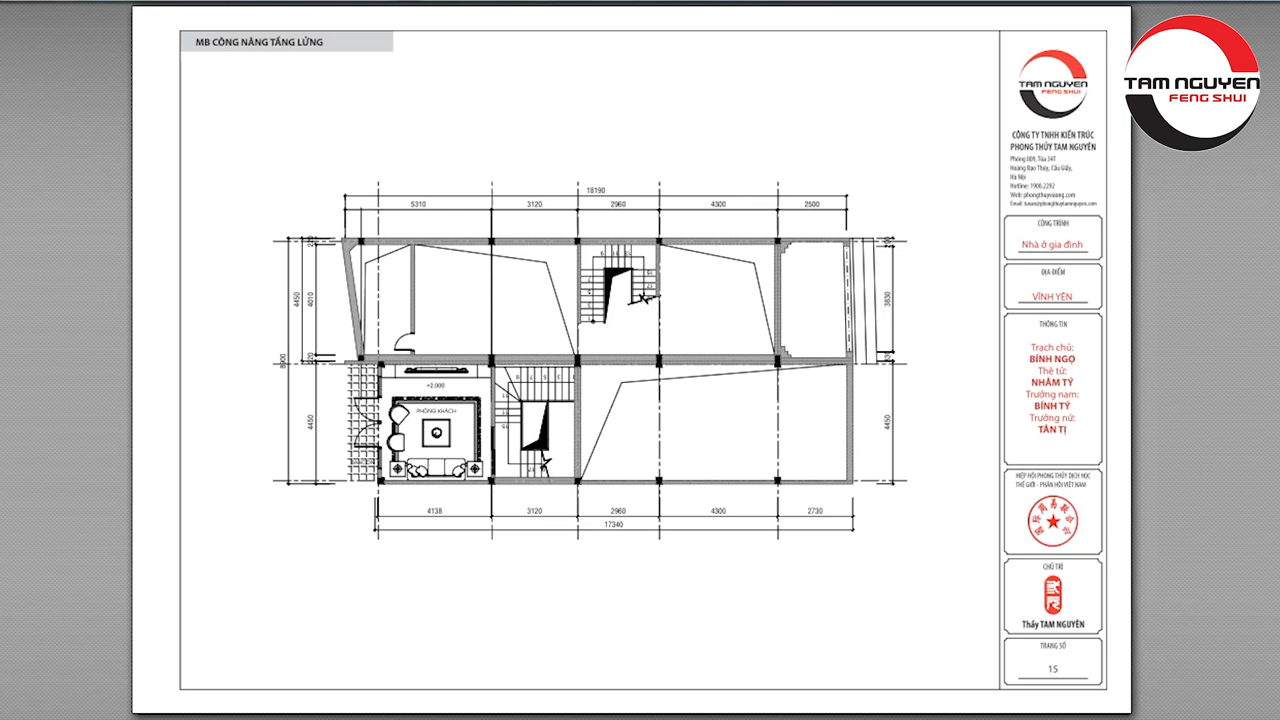 MB CÔNG NĂNG TẦNG LỬNG
18190
5310
3120
2960
4300
2500
4450
4010
220
8900
4450
3830
4450
+2.000
PHÒNG KHÁCH
4138
3120
2960
4300
2730
17340
TAM NGUYEN
FENG SHUI
CÔNG TY TNHH KIẾN TRÚC
PHONG THỦY TAM NGUYÊN
Phòng 809, Tòa 34T
Hoàng Đạo Thúy, Cầu Giấy,
Hà Nội
Hotline: 1900.2292
Web: phongthuyvuong.com
CÔNG TRÌNH
Nhà ở gia đình
ĐỊA ĐIỂM
VĨNH YÊN
THÔNG TIN
Trạch chủ:
BÍNH NGỌ
Thê tử:
NHÂM TÝ
Trưởng nam:
BÍNH TÝ
Trưởng nữ:
TÂN TỊ
HIỆP HỘI PHONG THỦY DỊCH HỌC
THẾ GIỚI - PHÂN HỘI VIỆT NAM
CHỦ TRÌ
Thầy TAM NGUYÊN
TRANG SỐ
15
TAM NGUYEN
FENG SHUI